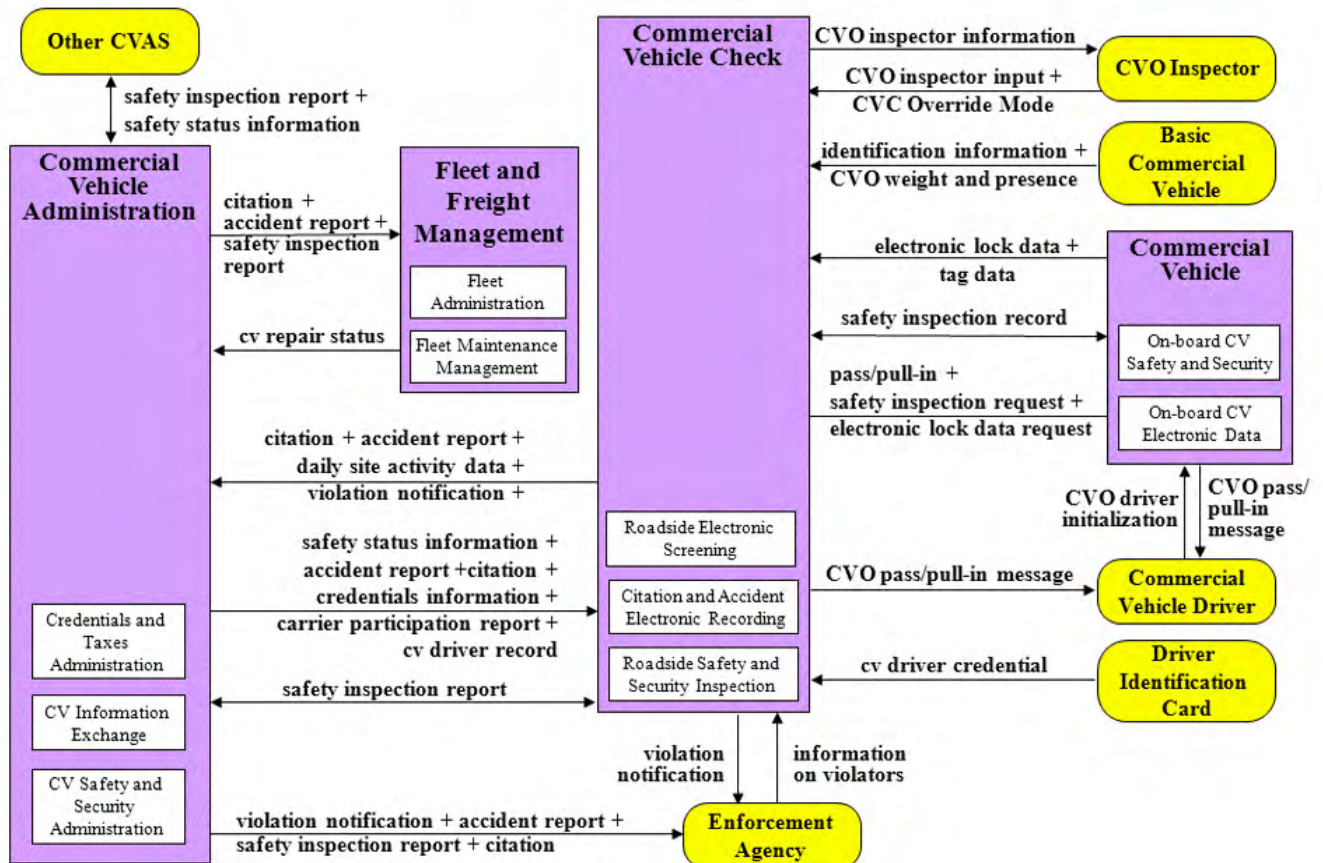 Other CVAS
safety inspection report +
safety status information
Commercial
Vehicle
Administration
citation +
accident report +
safety inspection
report
cv repair status
Fleet and
Freight
Management
Fleet
Administration
Fleet Maintenance
Management
Commercial
Vehicle Check
CVO inspector information
CVO inspector input +
CVC Override Mode
CVO Inspector
identification information +
CVO weight and presence
Basic
Commercial
Vehicle
electronic lock data +
tag data
safety inspection record
pass/pull-in +
safety inspection request +
electronic lock data request
Commercial
Vehicle
On-board CV
Safety and Security
On-board CV
Electronic Data
citation + accident report +
daily site activity data +
violation notification +
safety status information +
accident report +citation +
credentials information +
carrier participation report +
cv driver record
safety inspection report
Credentials and
Taxes
Administration
CV Information
Exchange
CV Safety and
Security
Administration
Roadside Electronic
Screening
Citation and Accident
Electronic Recording
Roadside Safety and
Security Inspection
CVO driver
initialization
CVO pass/
pull-in
message
CVO pass/pull-in message
Commercial
Vehicle Driver
cv driver credential
Driver
Identification
Card
violation
notification
information
on violators
violation notification + accident report +
safety inspection report + citation
Enforcement
Agency